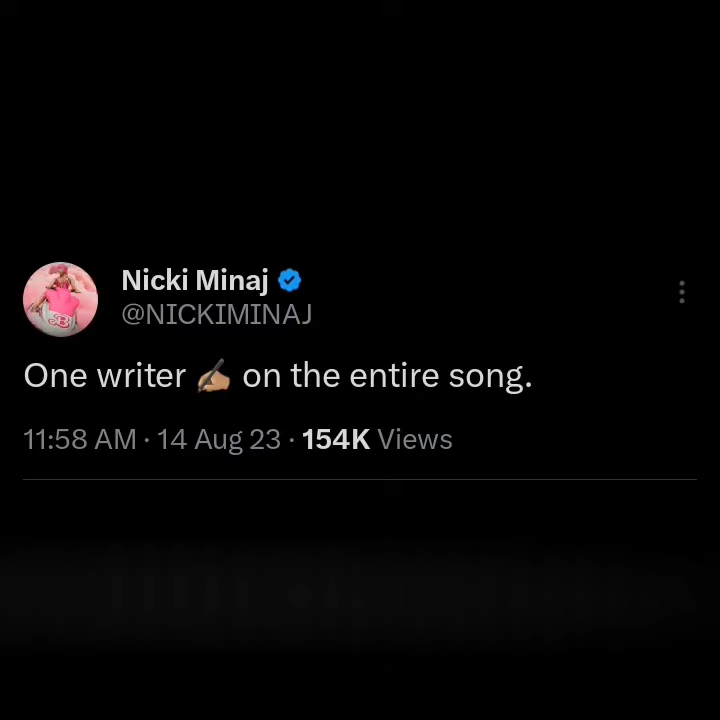 Nicki Minaj
@NICKIMINAJ
One writer ✍🏽 on the entire song.
11:58 AM · 14 Aug 23 · 154K Views